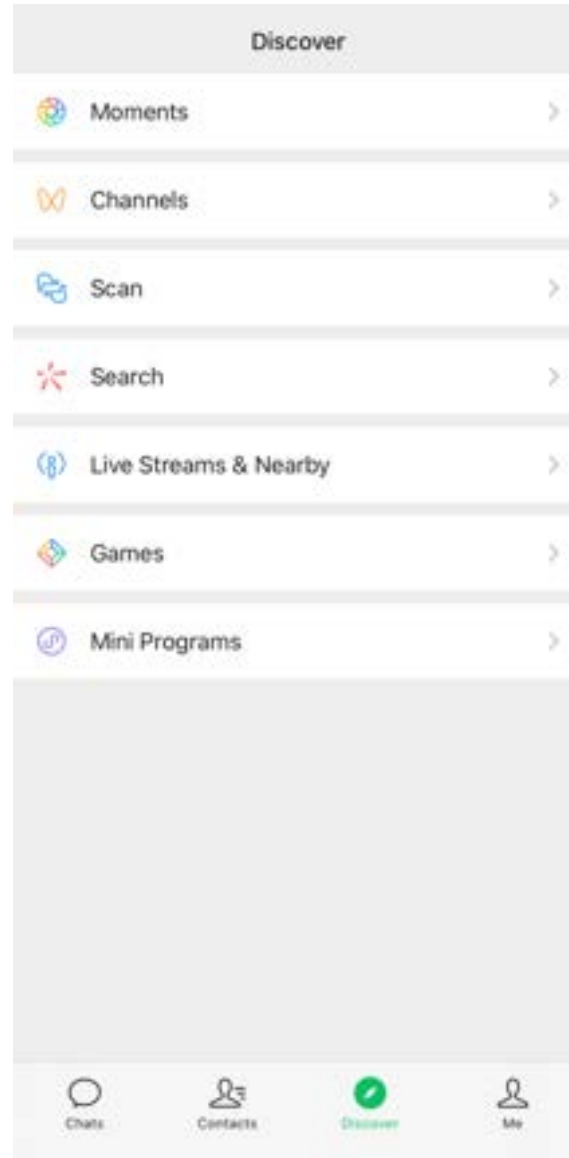 Discover
Moments
Channels
Scan
Search
Live Streams & Nearby
Games
Mini Programs
Chats Contacts Discover Me